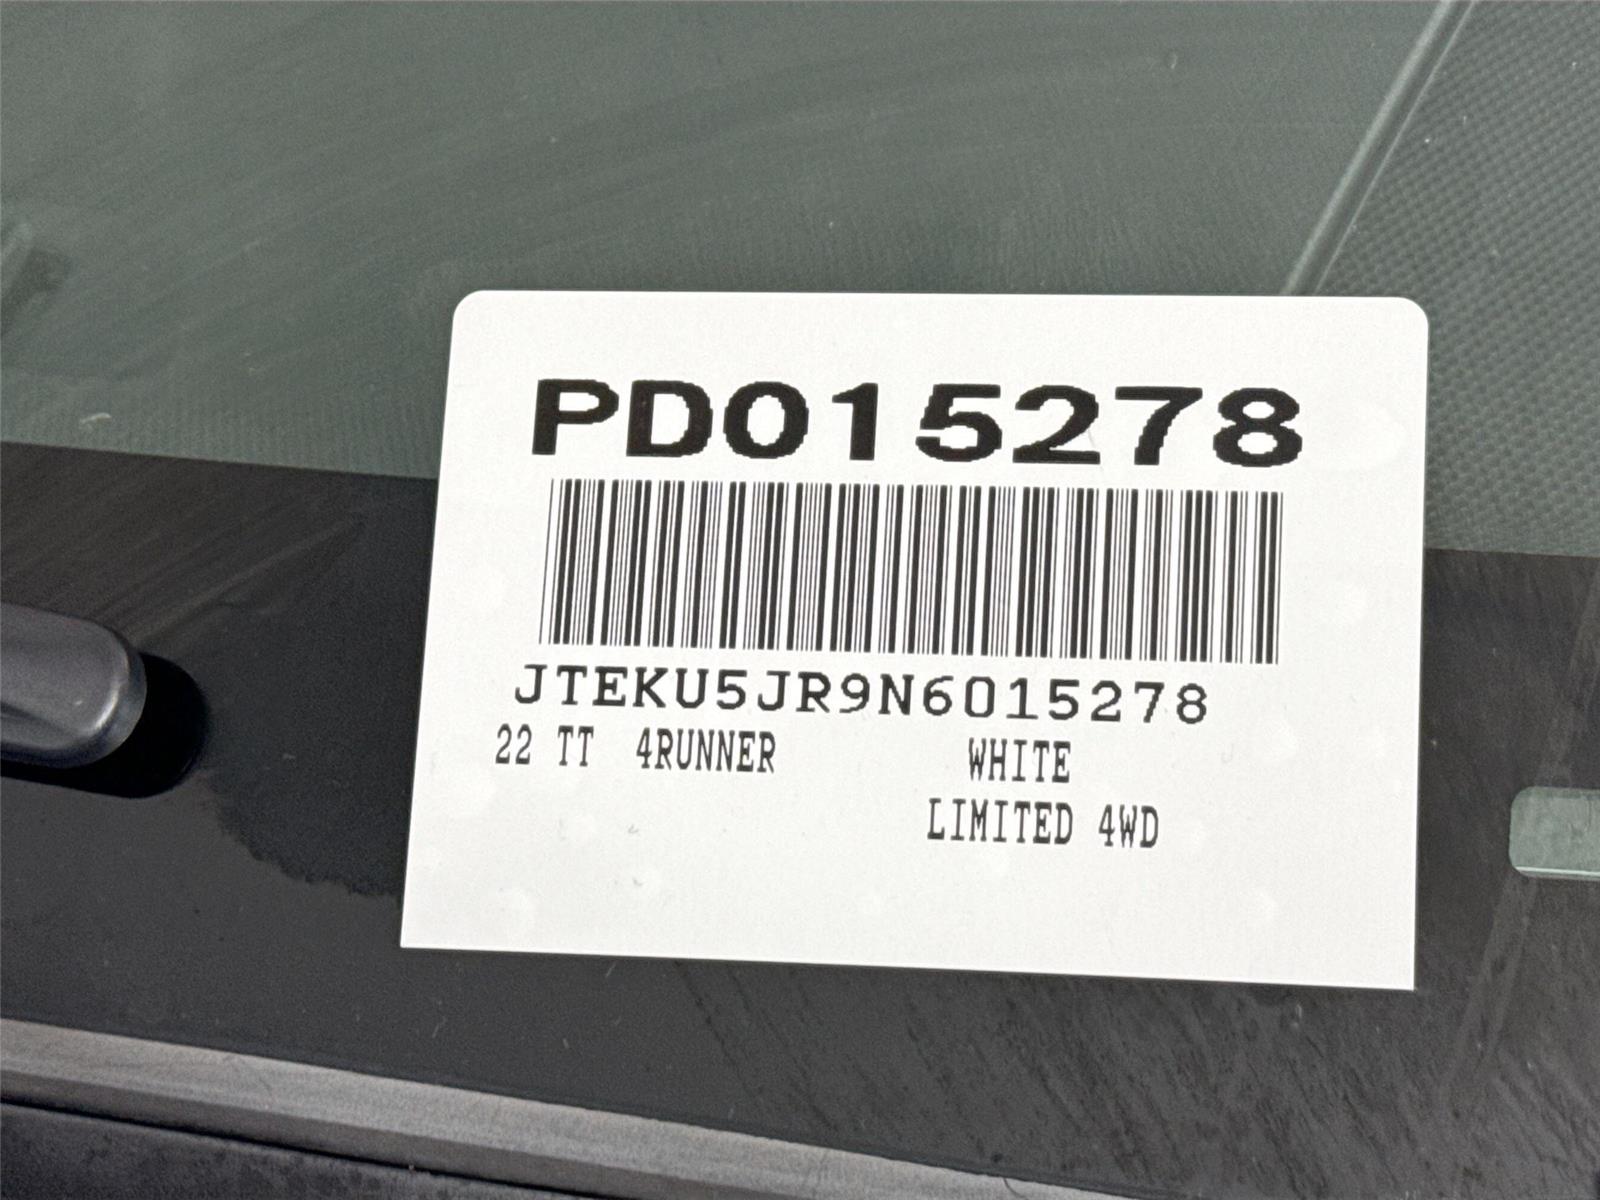 PD015278
JTEKU5JR9N6015278
22 TT 4RUNNER WHITE
LIMITED 4WD